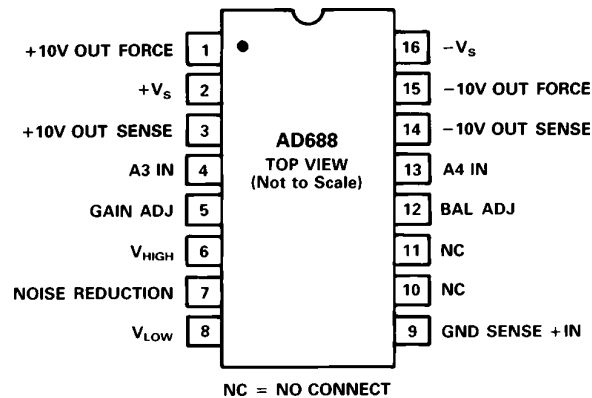 +10V OUT FORCE 1
+VS 2
+10V OUT SENSE 3
A3 IN 4
GAIN ADJ 5
VHIGH 6
NOISE REDUCTION 7
VLOW 8
AD688
TOP VIEW
(Not to Scale)
16 -VS
15 -10V OUT FORCE
14 -10V OUT SENSE
13 A4 IN
12 BAL ADJ
11 NC
10 NC
9 GND SENSE +IN
NC = NO CONNECT